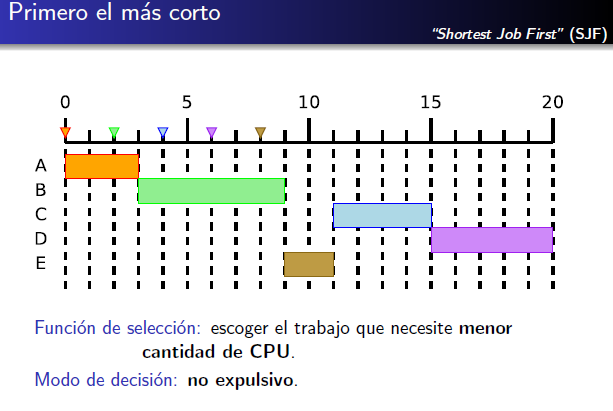 Primero el más corto
“Shortest Job First” (SJF)
0 5 10 15 20
A
B
C
D
E
Función de selección: escoger el trabajo que necesite menor
cantidad de CPU.
Modo de decisión: no expulsivo.